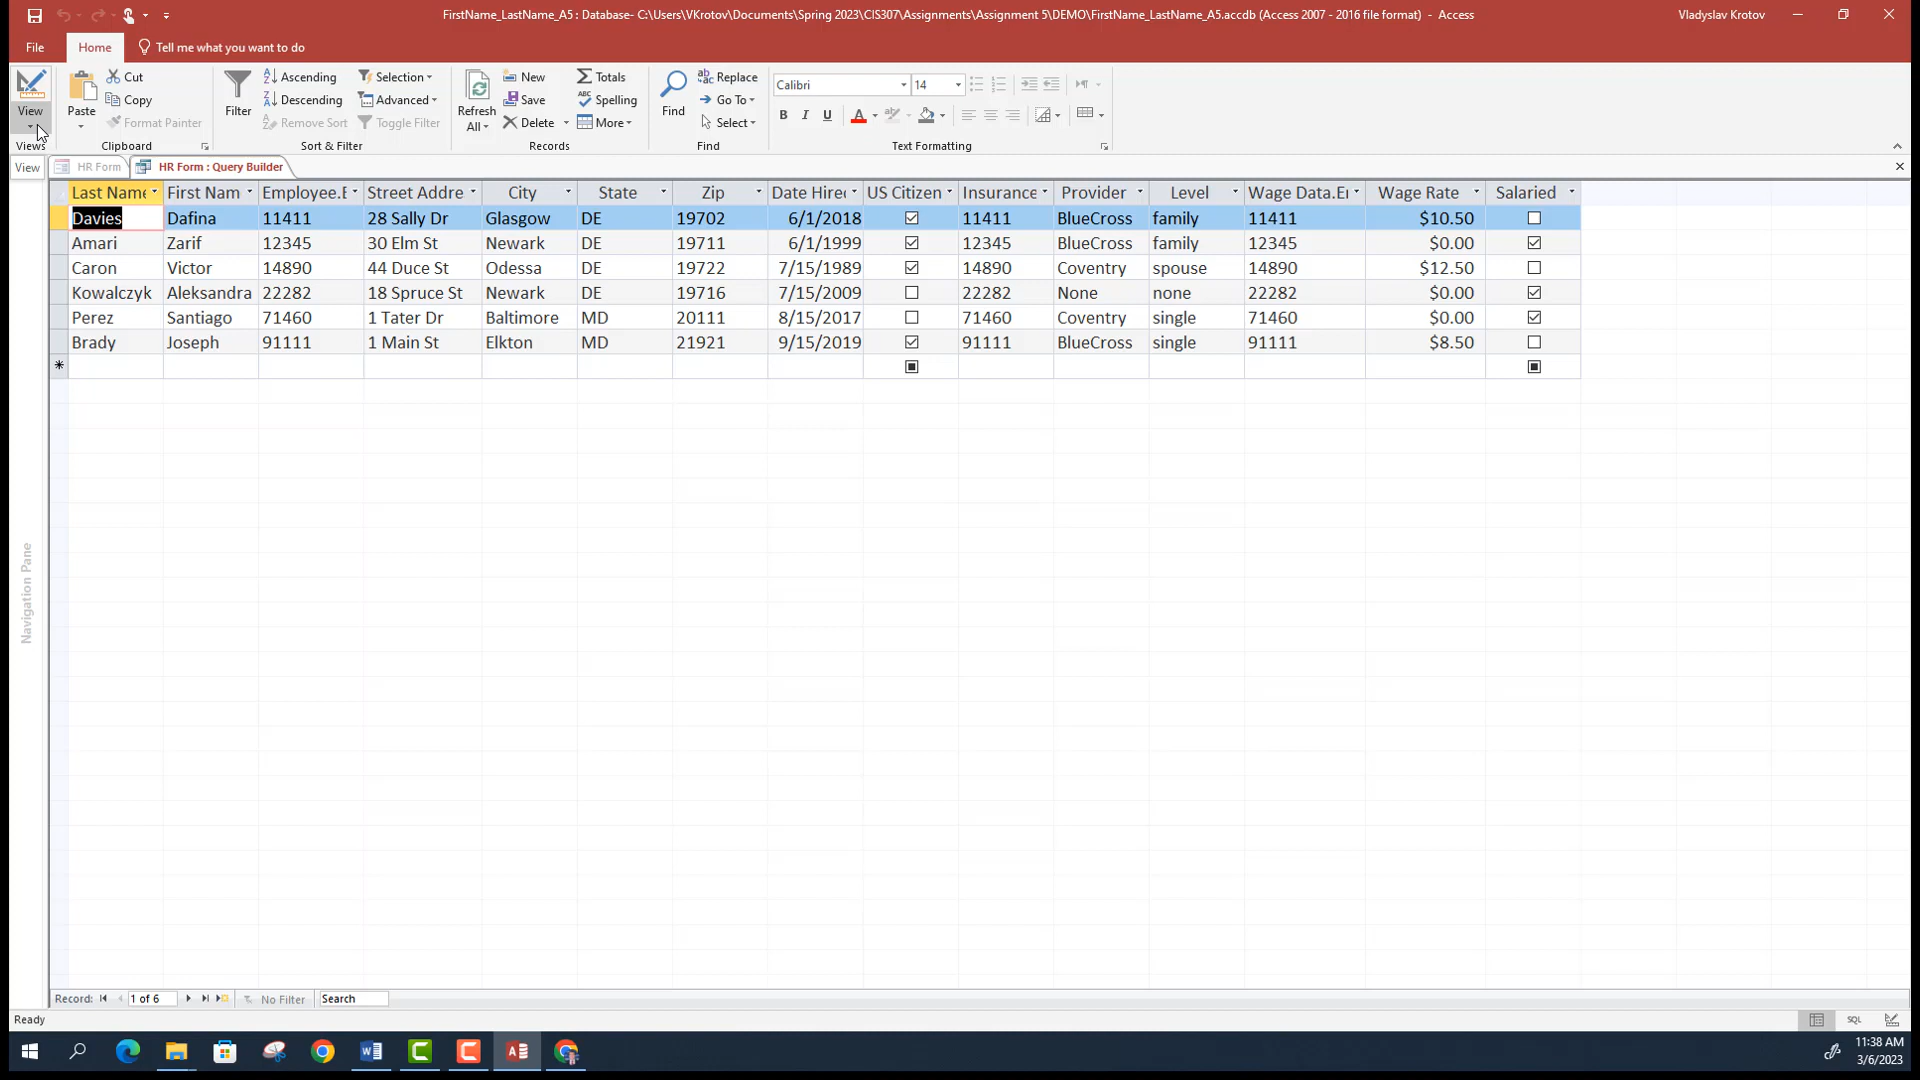 FirstName_LastName_A5 : Database- C:\Users\VKrotov\Documents\Spring 2023\CIS307\Assignments\Assignment 5\DEMO\FirstName_LastName_A5.accdb (Access 2007 - 2016 file format) - Access
Vladyslav Krotov
File Home Tell me what you want to do
View Paste Cut Copy Format Painter
Filter Ascending Descending Remove Sort Selection Advanced Toggle Filter
Refresh All New Save Delete Totals Spelling More
Find Replace Go To Select
Calibri 14
B I U A
Views Clipboard Sort & Filter Records Find Text Formatting
View HR Form HR Form : Query Builder
Last Name First Nam Employee.E Street Addre City State Zip Date Hired US Citizen Insurance Provider Level Wage Data.Er Wage Rate Salaried
Davies Dafina 11411 28 Sally Dr Glasgow DE 19702 6/1/2018 11411 BlueCross family 11411 $10.50
Amari Zarif 12345 30 Elm St Newark DE 19711 6/1/1999 12345 BlueCross family 12345 $0.00
Caron Victor 14890 44 Duce St Odessa DE 19722 7/15/1989 14890 Coventry spouse 14890 $12.50
Kowalczyk Aleksandra 22282 18 Spruce St Newark DE 19716 7/15/2009 22282 None none 22282 $0.00
Perez Santiago 71460 1 Tater Dr Baltimore MD 20111 8/15/2017 71460 Coventry single 71460 $0.00
Brady Joseph 91111 1 Main St Elkton MD 21921 9/15/2019 91111 BlueCross single 91111 $8.50
*
Navigation Pane
Record: 1 of 6 No Filter Search
Ready
SQL
11:38 AM
3/6/2023